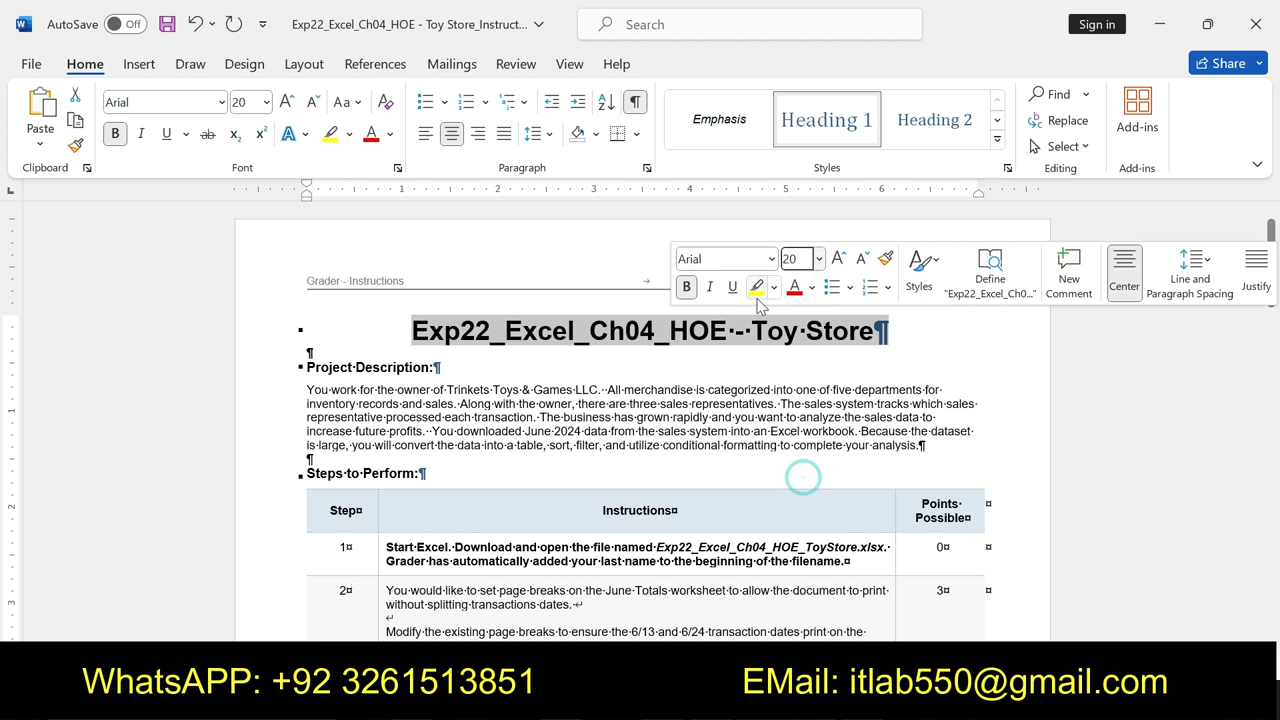 AutoSave Off Exp22_Excel_Ch04_HOE - Toy Store_Instruct... Search Sign in
File Home Insert Draw Design Layout References Mailings Review View Help Share
Paste Arial 20 Aa Emphasis Heading 1 Heading 2 Find Replace Select Add-ins
Clipboard Font Paragraph Styles Editing Add-ins
1 2 3 4 5 6
Grader·-·Instructions
Arial 20 Styles Define "Exp22_Excel_Ch0..." New Comment Center Line and Paragraph Spacing Justify
Exp22_Excel_Ch04_HOE·-·Toy·Store¶
¶
Project·Description:¶
You·work·for·the·owner·of·Trinkets·Toys·&·Games·LLC.··All·merchandise·is·categorized·into·one·of·five·departments·for·
inventory·records·and·sales.·Along·with·the·owner,·there·are·three·sales·representatives.·The·sales·system·tracks·which·sales·
representative·processed·each·transaction.·The·business·has·grown·rapidly·and·you·want·to·analyze·the·sales·data·to·
increase·future·profits.··You·downloaded·June·2024·data·from·the·sales·system·into·an·Excel·workbook.·Because·the·dataset·
is·large,·you·will·convert·the·data·into·a·table,·sort,·filter,·and·utilize·conditional·formatting·to·complete·your·analysis.¶
¶
Steps·to·Perform:¶
Step¤ Instructions¤ Points·Possible¤ ¤
1¤ Start·Excel.·Download·and·open·the·file·named·Exp22_Excel_Ch04_HOE_ToyStore.xlsx.·
Grader·has·automatically·added·your·last·name·to·the·beginning·of·the·filename.¤ 0¤ ¤
2¤ You·would·like·to·set·page·breaks·on·the·June·Totals·worksheet·to·allow·the·document·to·print·
without·splitting·transactions·dates.·↵ 3¤ ¤
↵
Modify·the·existing·page·breaks·to·ensure·the·6/13·and·6/24·transaction·dates·print·on·the·
WhatsAPP: +92 3261513851 EMail: itlab550@gmail.com